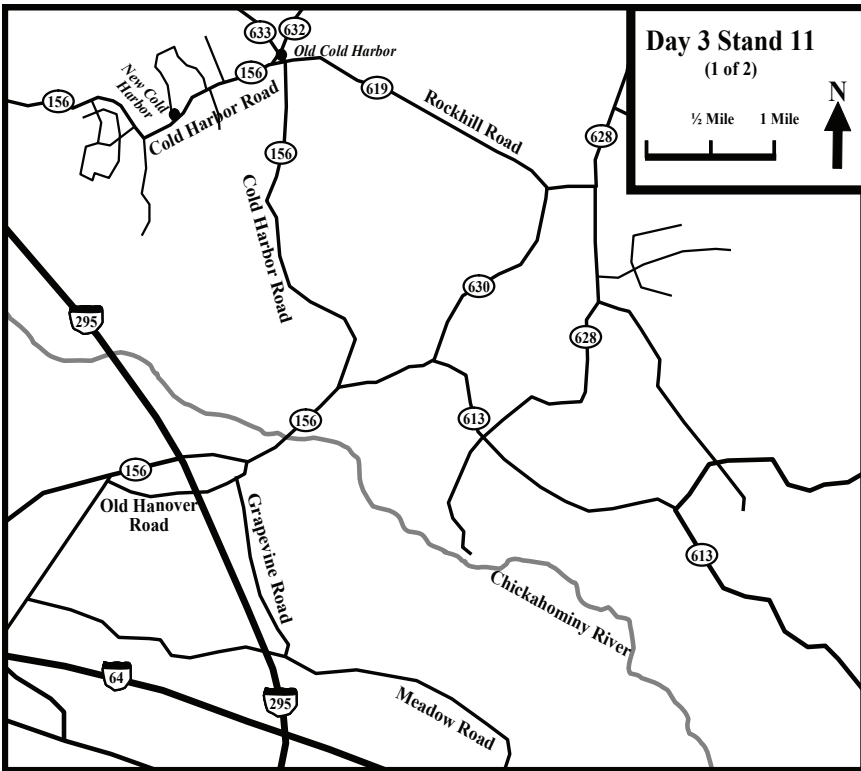 633
632
Old Cold Harbor
Day 3 Stand 11
(1 of 2)
N
½ Mile
1 Mile
156
New Cold
Harbor
156
Cold Harbor Road
619
Rockhill Road
628
156
Cold Harbor Road
630
295
628
156
613
156
Old Hanover
Road
Grapevine Road
613
Chickahominy River
64
295
Meadow Road